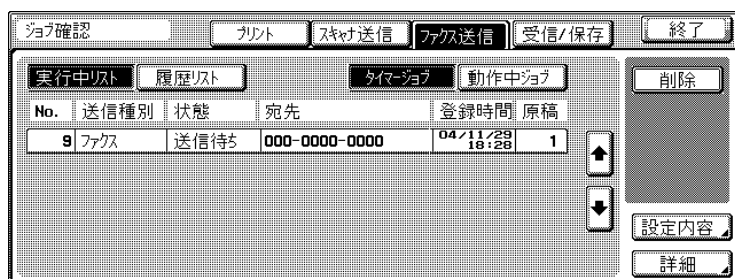 ジョブ確認 プリント スキャナ送信 ファクス送信 受信/保存 終了
実行中リスト 履歴リスト タイマージョブ 動作中ジョブ 削除
No. 送信種別 状態 宛先 登録時間 原稿
9 ファクス 送信待ち 000-0000-0000 04/11/29 18:28 1
設定内容
詳細